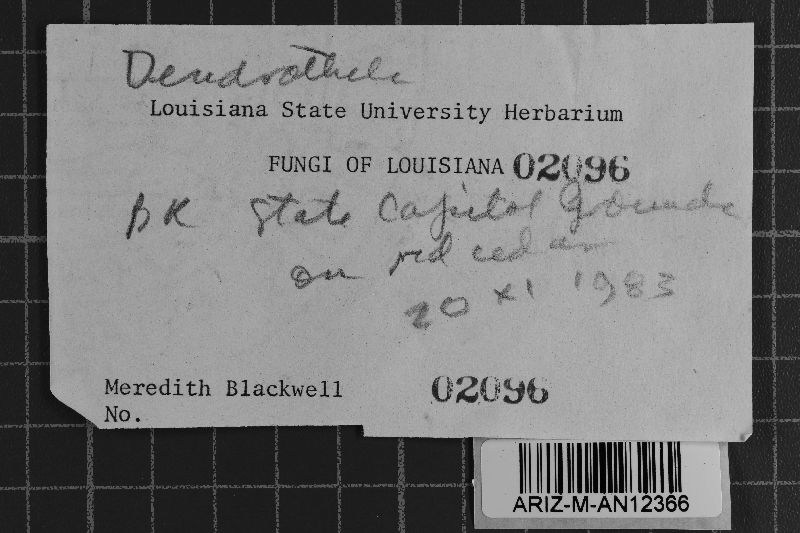 Dendrothele
Louisiana State University Herbarium
FUNGI OF LOUISIANA 02096
BR State Capitol Grounds
on red cedar
20 XI 1983
Meredith Blackwell 02096
No.
ARIZ-M-AN12366